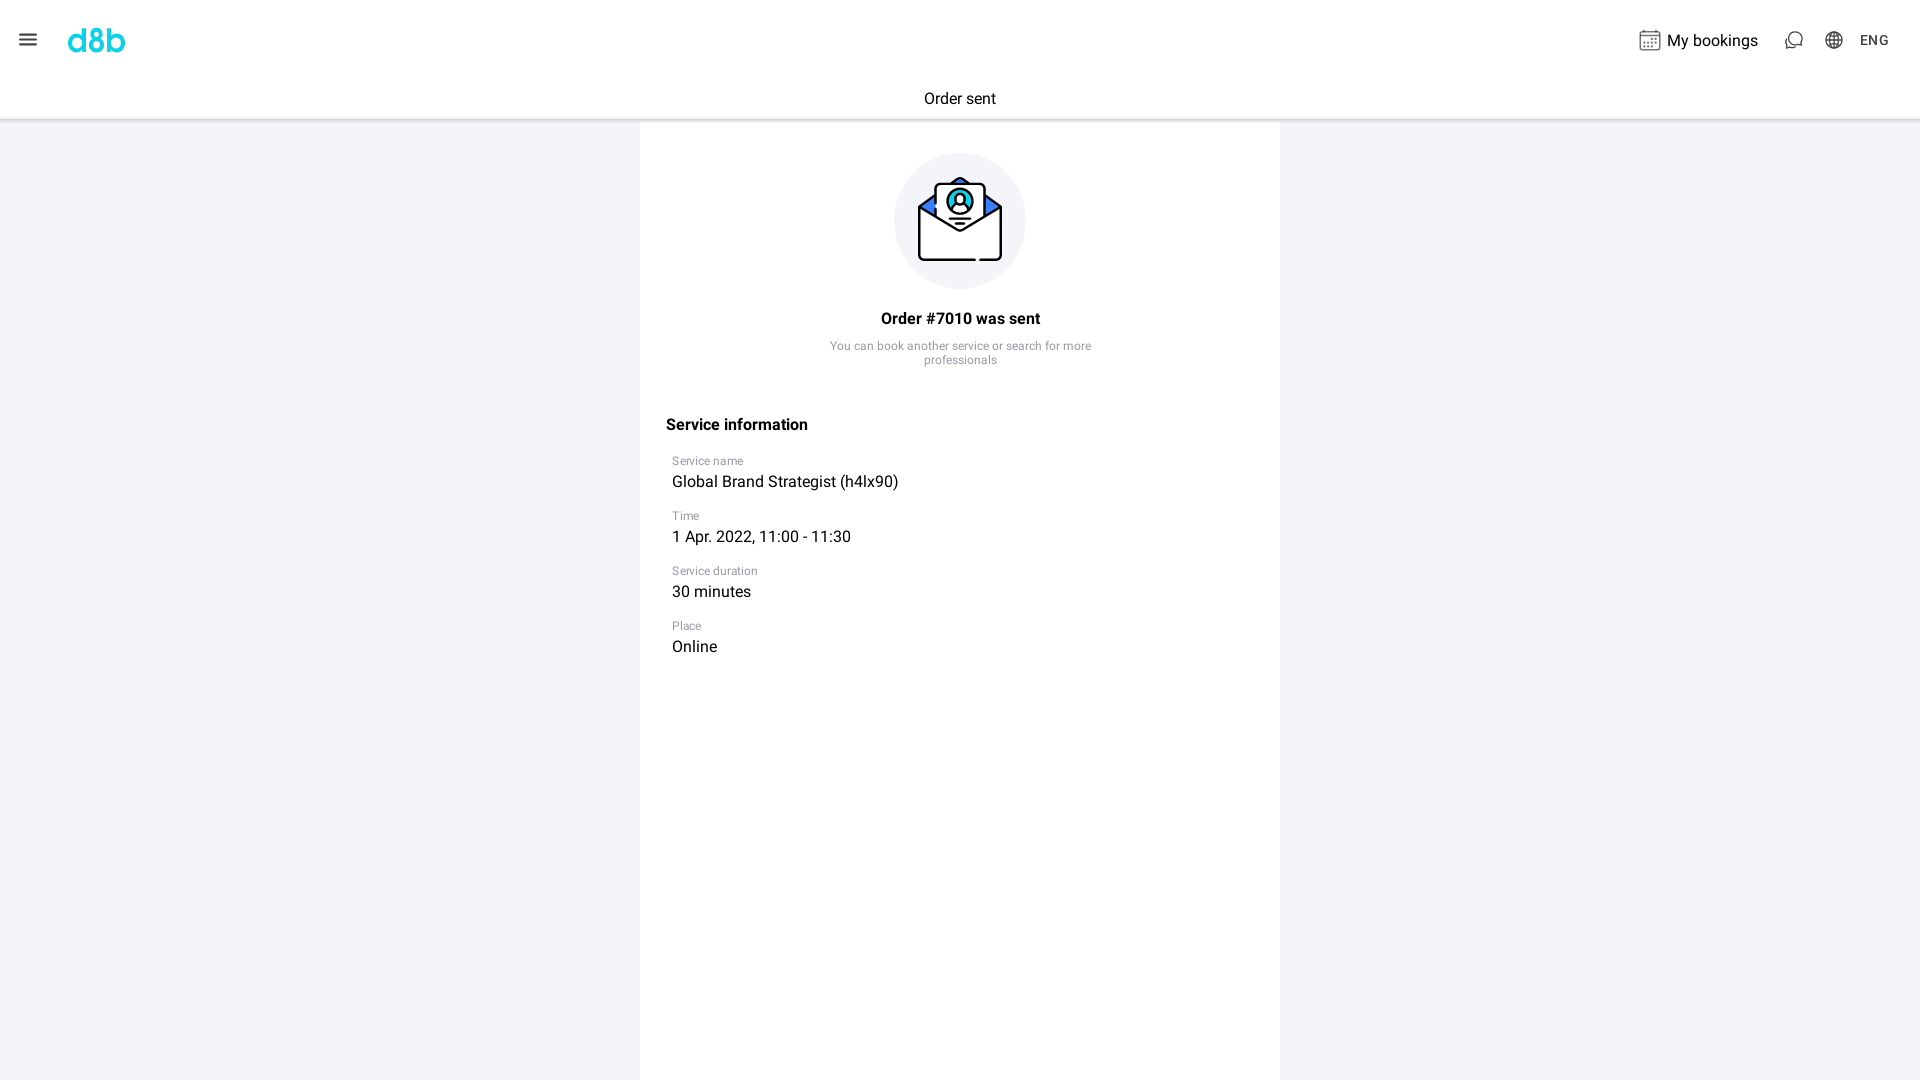 d8b
My bookings
ENG
Order sent
Order #7010 was sent
You can book another service or search for more
professionals
Service information
Service name
Global Brand Strategist (h4lx90)
Time
1 Apr. 2022, 11:00 - 11:30
Service duration
30 minutes
Place
Online